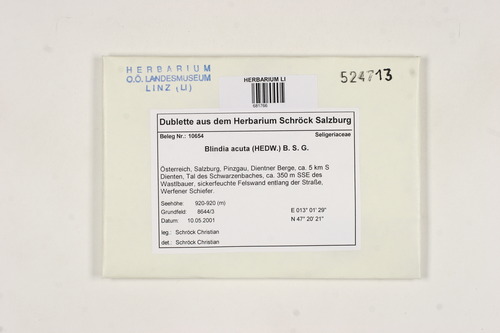 HERBARIUM
O.Ö. LANDESMUSEUM
LINZ (LI)
HERBARIUM LI
524713
Dublette aus dem Herbarium Schröck Salzburg
Beleg Nr.: 10654 Seligeriaceae
Blindia acuta (HEDW.) B. S. G.
Österreich, Salzburg, Pinzgau, Dientner Berge, ca. 5 km S
Dienten, Tal des Schwarzenbaches, ca. 350 m SSE des
Wastlbauer, sickerfeuchte Felswand entlang der Straße,
Werfener Schiefer.
Seehöhe: 920-920 (m)
Grundfeld: 8644/3 E 013° 01' 29"
Datum: 10.05.2001 N 47° 20' 21"
leg.: Schröck Christian
det.: Schröck Christian